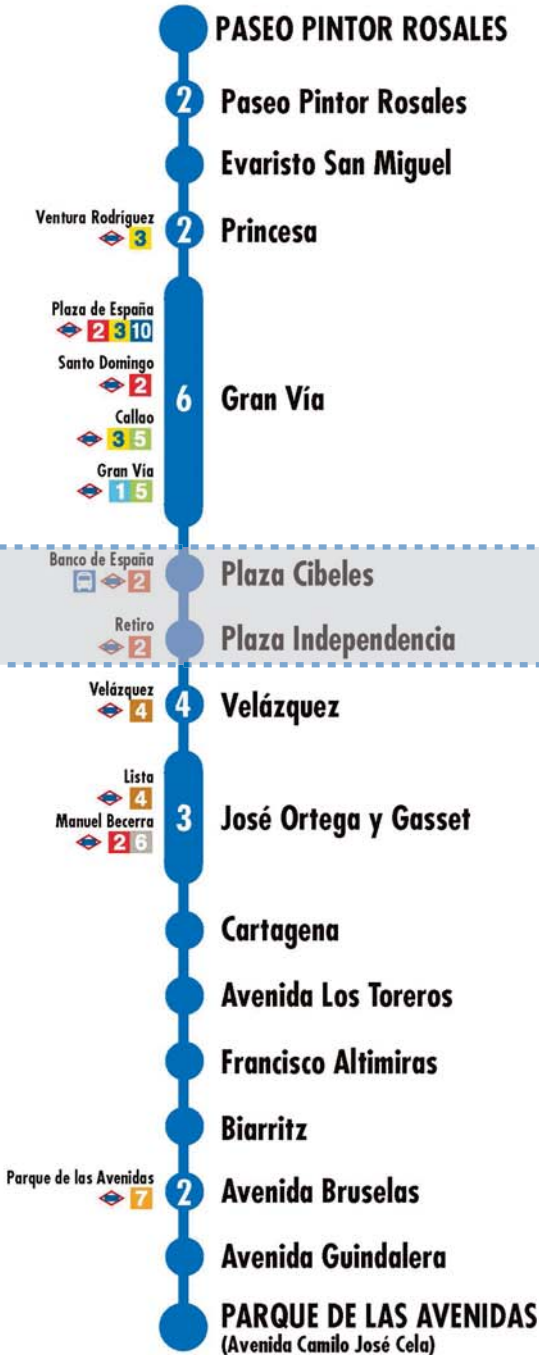 PASEO PINTOR ROSALES
2 Paseo Pintor Rosales
Evaristo San Miguel
Ventura Rodríguez
3
2 Princesa
Plaza de España
2 3 10
Santo Domingo
2
Callao
3 5
Gran Vía
1 5
6 Gran Vía
Banco de España
2
Plaza Cibeles
Retiro
2
Plaza Independencia
Velázquez
4
4 Velázquez
Lista
4
Manuel Becerra
2 6
3 José Ortega y Gasset
Cartagena
Avenida Los Toreros
Francisco Altimiras
Biarritz
Parque de las Avenidas
7
2 Avenida Bruselas
Avenida Guindalera
PARQUE DE LAS AVENIDAS
(Avenida Camilo José Cela)